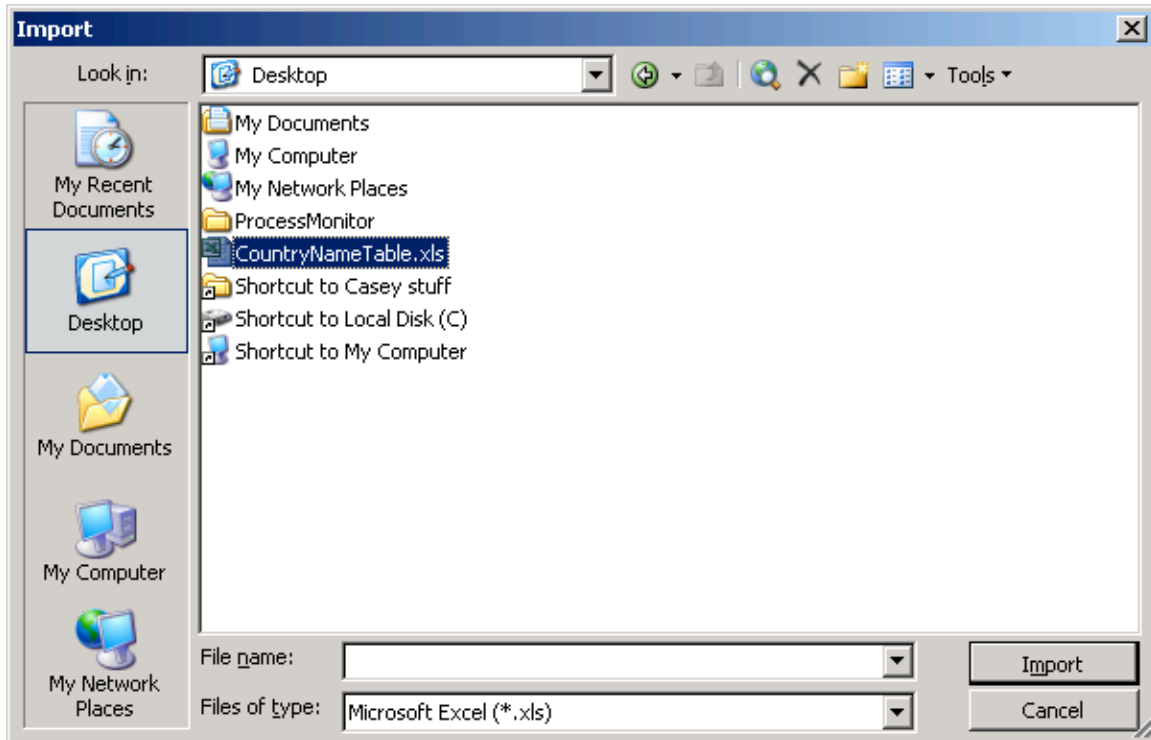 Import
Look in:
Desktop
Tools
My Recent
Documents
Desktop
My Documents
My Computer
My Network
Places
My Documents
My Computer
My Network Places
ProcessMonitor
CountryNameTable.xls
Shortcut to Casey stuff
Shortcut to Local Disk (C)
Shortcut to My Computer
File name:
Import
Files of type:
Microsoft Excel (*.xls)
Cancel